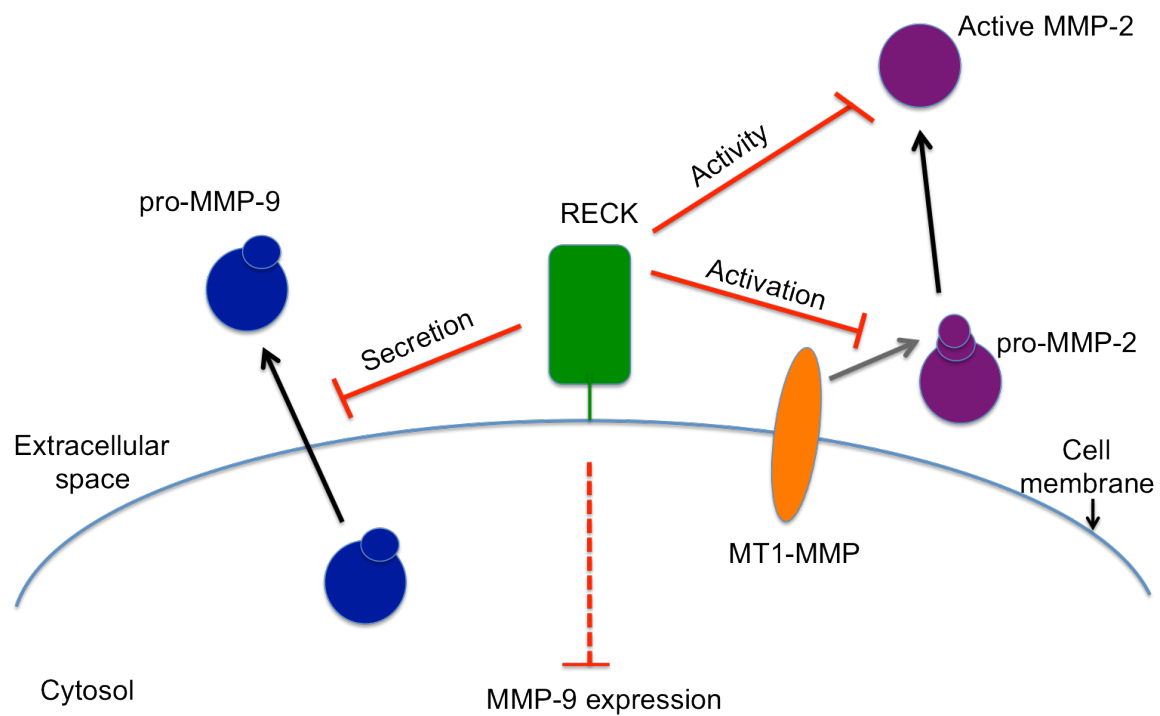 Active MMP-2
Activity
pro-MMP-9
RECK
Activation
Secretion
pro-MMP-2
Extracellular
space
Cell
membrane
MT1-MMP
Cytosol
MMP-9 expression